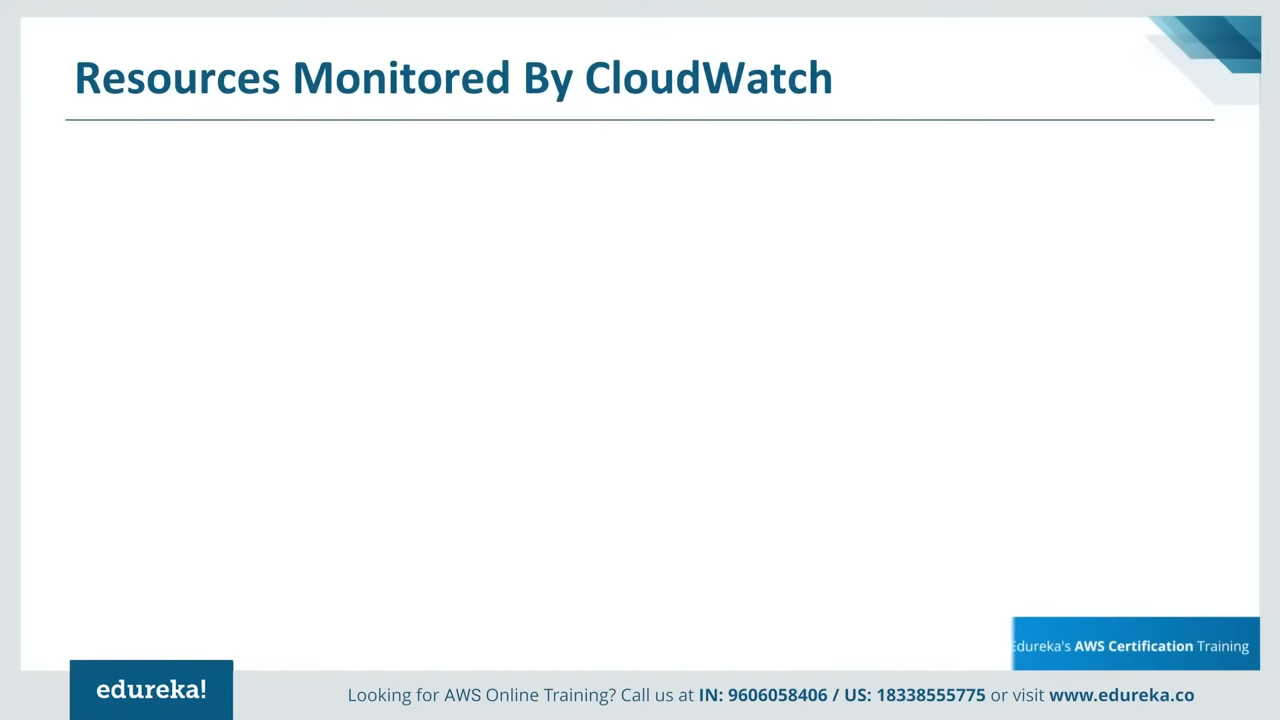 Resources Monitored By CloudWatch
Edureka's AWS Certification Training
edureka!
Looking for AWS Online Training? Call us at IN: 9606058406 / US: 18338555775 or visit www.edureka.co